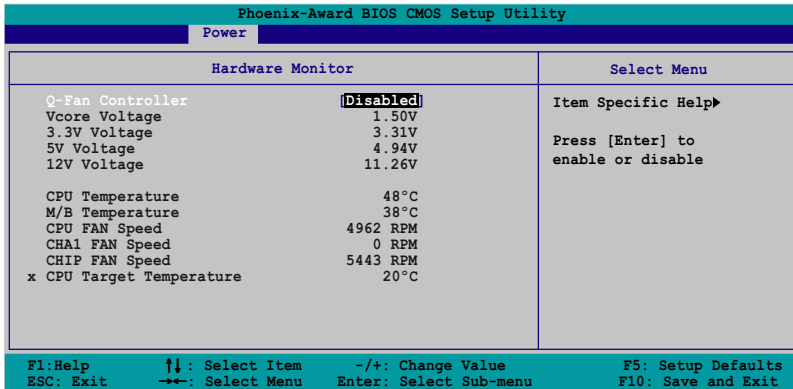 Phoenix-Award BIOS CMOS Setup Utility
Power
Hardware Monitor
Select Menu
Q-Fan Controller [Disabled]
Vcore Voltage 1.50V
3.3V Voltage 3.31V
5V Voltage 4.94V
12V Voltage 11.26V
CPU Temperature 48°C
M/B Temperature 38°C
CPU FAN Speed 4962 RPM
CHA1 FAN Speed 0 RPM
CHIP FAN Speed 5443 RPM
x CPU Target Temperature 20°C
Item Specific Help▶
Press [Enter] to
enable or disable
F1:Help ↑↓: Select Item -/+: Change Value F5: Setup Defaults
ESC: Exit →←: Select Menu Enter: Select Sub-menu F10: Save and Exit